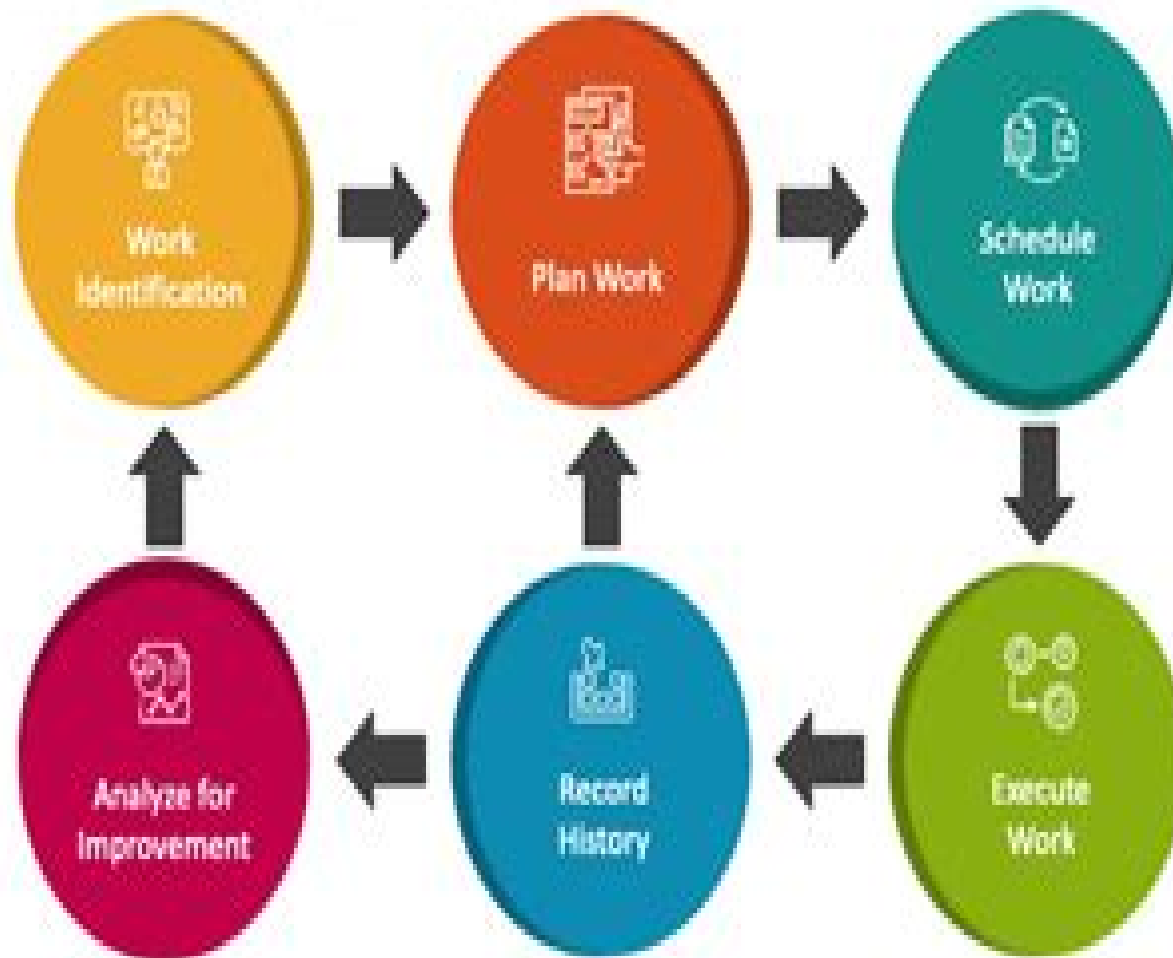 Work
Identification
Plan Work
Schedule
Work
Analyze for
Improvement
Record
History
Execute
Work